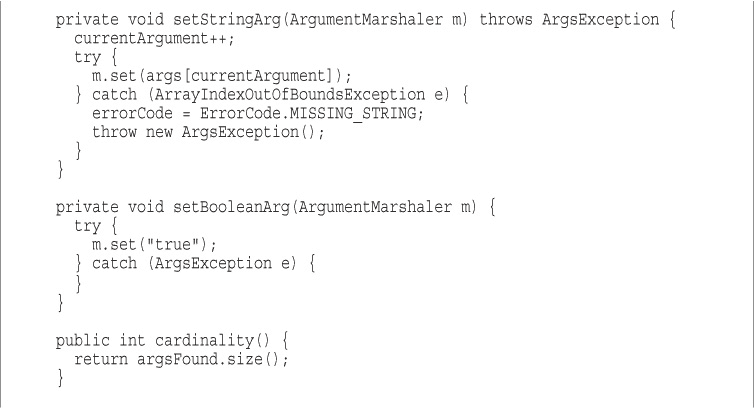 private void setStringArg(ArgumentMarshaler m) throws ArgsException {
  currentArgument++;
  try {
    m.set(args[currentArgument]);
  } catch (ArrayIndexOutOfBoundsException e) {
    errorCode = ErrorCode.MISSING_STRING;
    throw new ArgsException();
  }
}

private void setBooleanArg(ArgumentMarshaler m) {
  try {
    m.set("true");
  } catch (ArgsException e) {
  }
}

public int cardinality() {
  return argsFound.size();
}